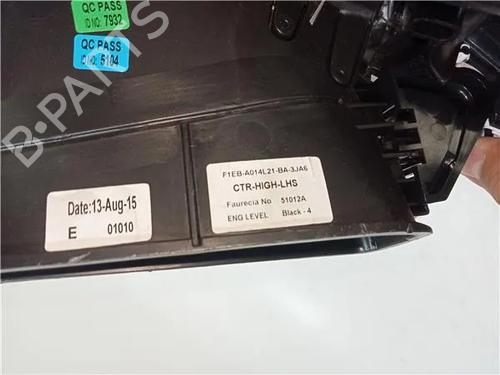 QC PASS
ID NO: 7932
QC PASS
ID NO: 5104
B-PARTS
Date:13-Aug-15
E 01010
F1EB-A014L21-BA-3JA6
CTR-HIGH-LHS
Faurecia No 51012A
ENG LEVEL Black - 4